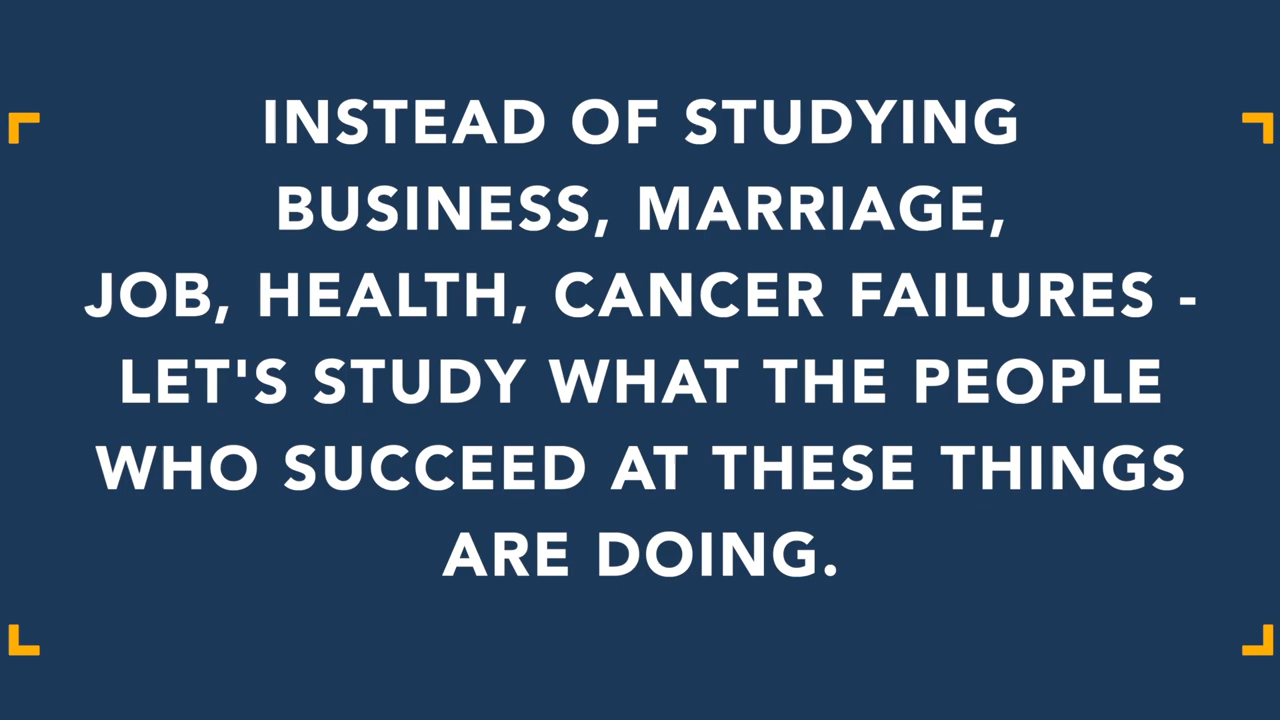 INSTEAD OF STUDYING
BUSINESS, MARRIAGE,
JOB, HEALTH, CANCER FAILURES -
LET'S STUDY WHAT THE PEOPLE
WHO SUCCEED AT THESE THINGS
ARE DOING.